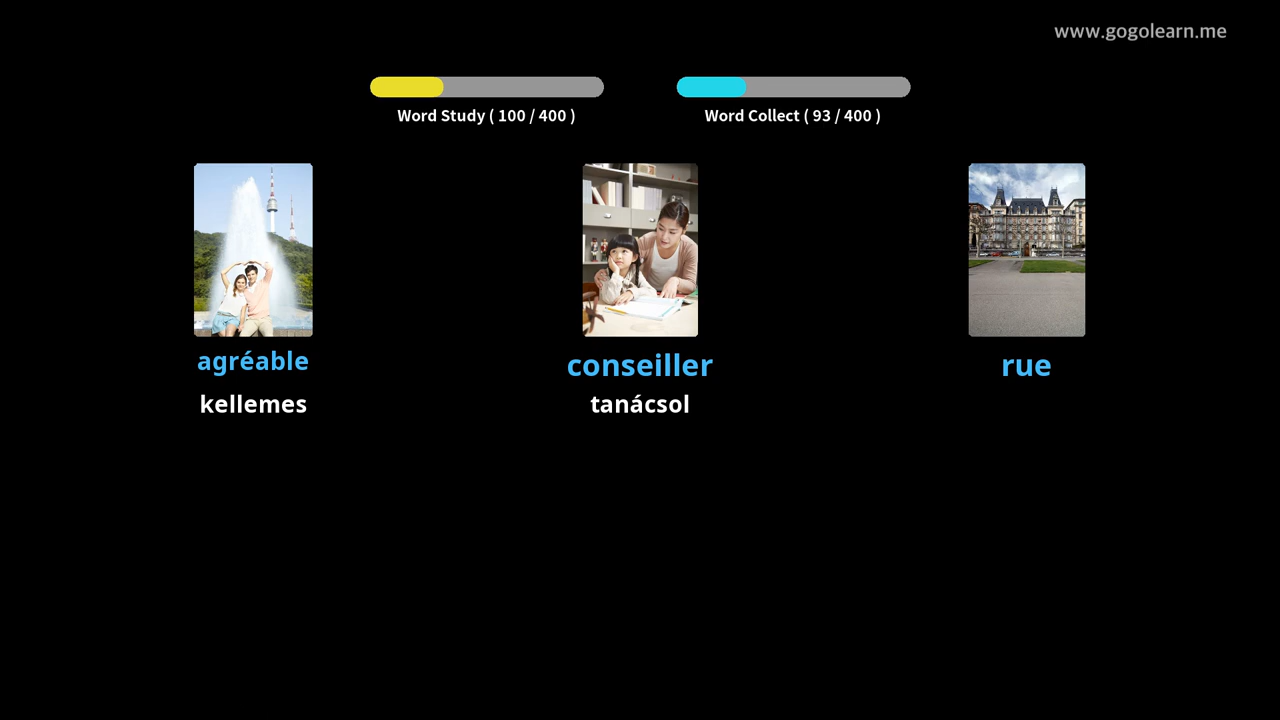 www.gogolearn.me
Word Study ( 100 / 400 )
Word Collect ( 93 / 400 )
agréable
conseiller
rue
kellemes
tanácsol